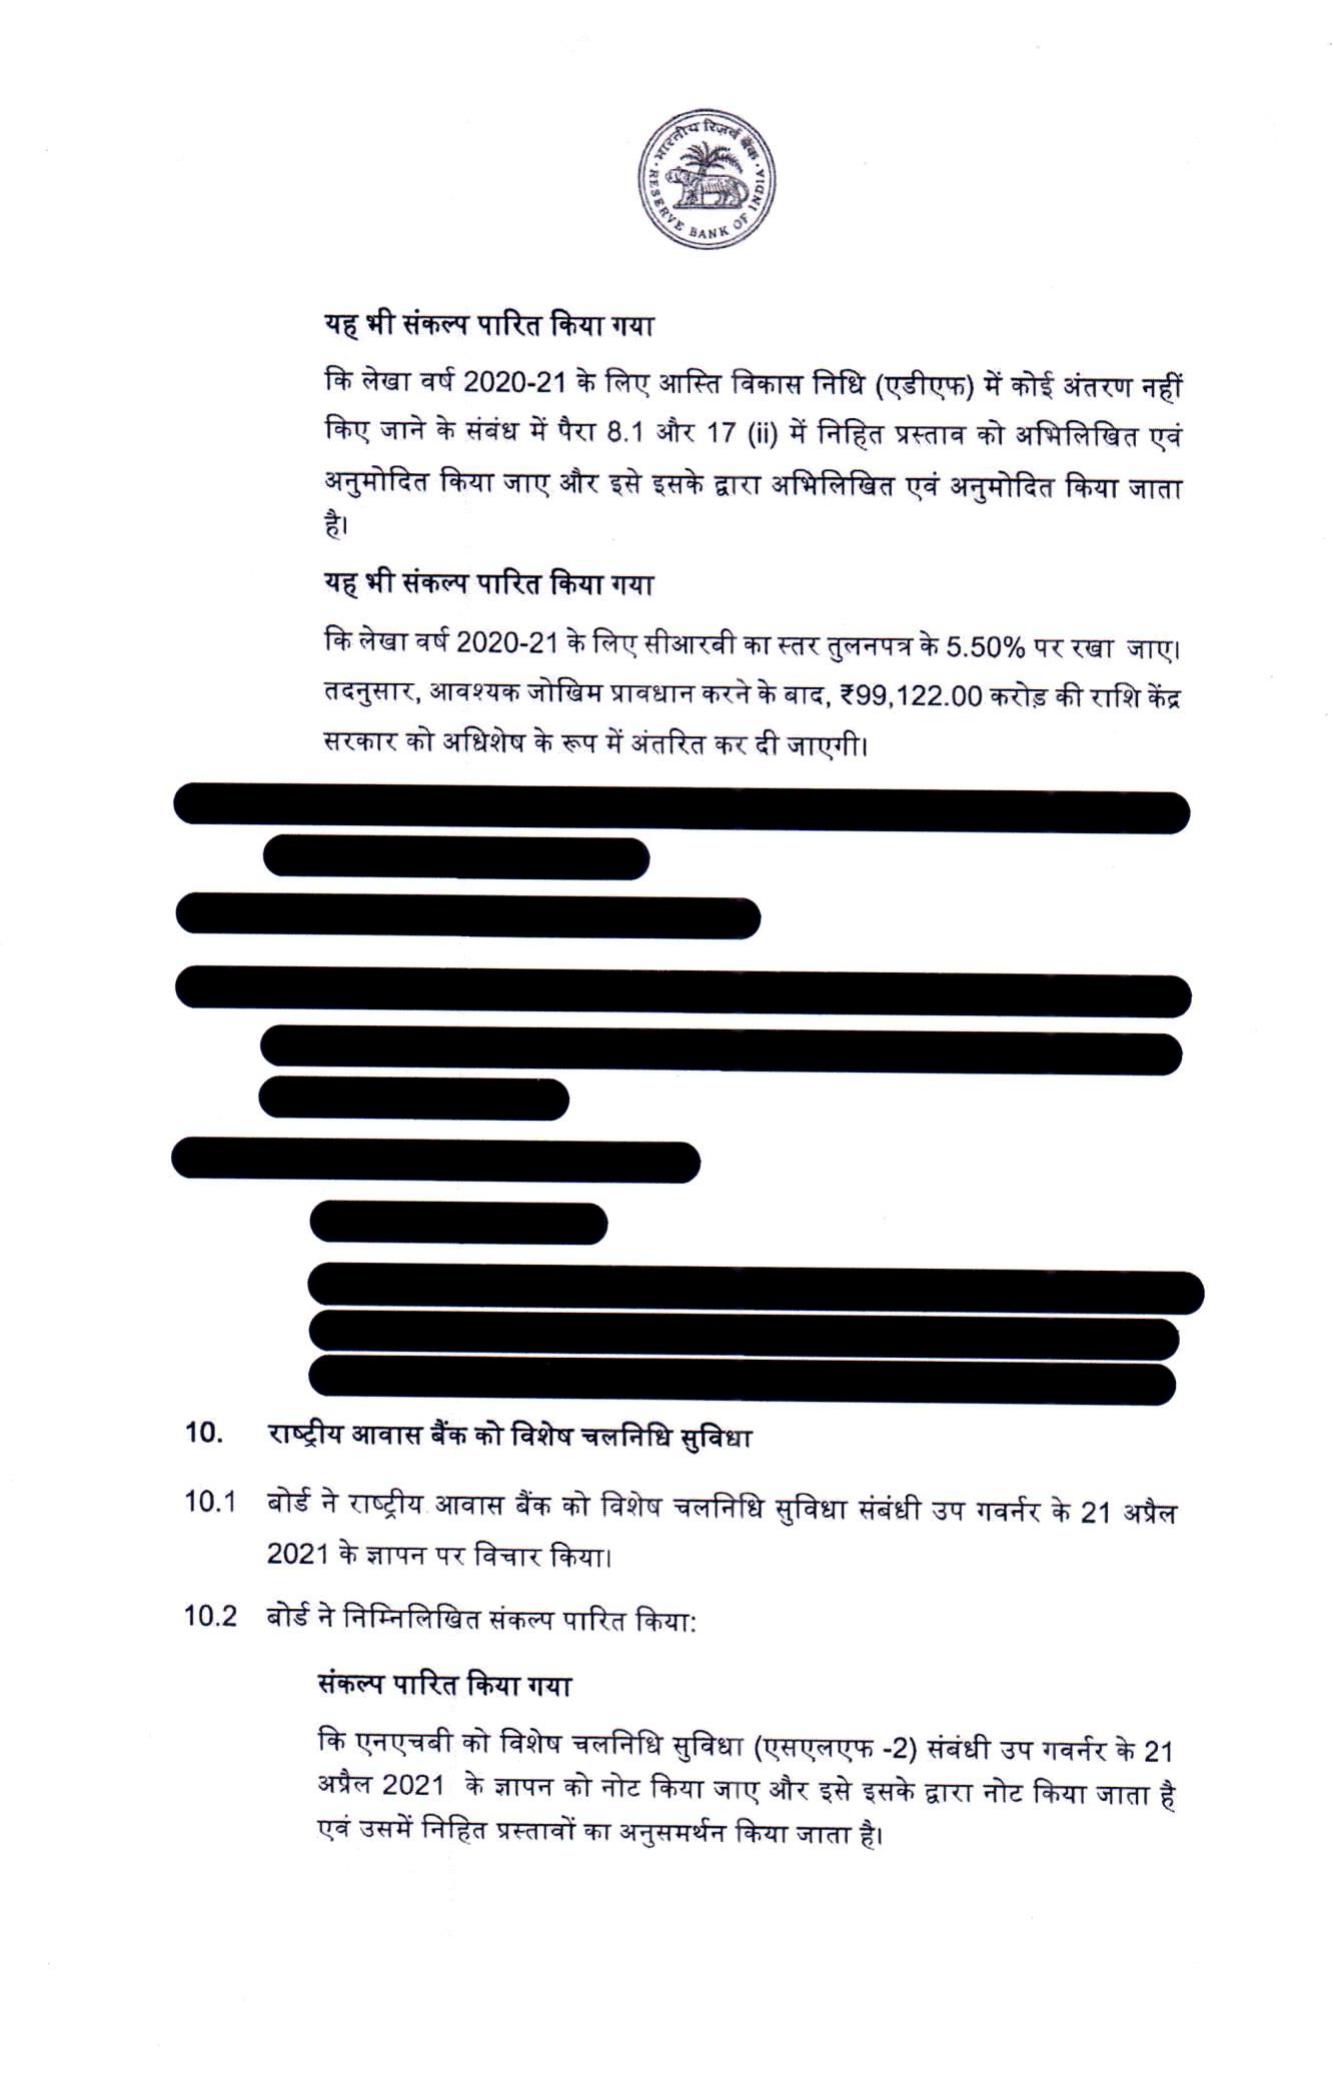 भारतीय रिज़र्व बैंक
RESERVE BANK OF INDIA
यह भी संकल्प पारित किया गया
कि लेखा वर्ष 2020-21 के लिए आस्ति विकास निधि (एडीएफ) में कोई अंतरण नहीं
किए जाने के संबंध में पैरा 8.1 और 17 (ii) में निहित प्रस्ताव को अभिलिखित एवं
अनुमोदित किया जाए और इसे इसके द्वारा अभिलिखित एवं अनुमोदित किया जाता
है।
यह भी संकल्प पारित किया गया
कि लेखा वर्ष 2020-21 के लिए सीआरबी का स्तर तुलनपत्र के 5.50% पर रखा जाए।
तदनुसार, आवश्यक जोखिम प्रावधान करने के बाद, ₹99,122.00 करोड़ की राशि केंद्र
सरकार को अधिशेष के रूप में अंतरित कर दी जाएगी।
10. राष्ट्रीय आवास बैंक को विशेष चलनिधि सुविधा
10.1 बोर्ड ने राष्ट्रीय आवास बैंक को विशेष चलनिधि सुविधा संबंधी उप गवर्नर के 21 अप्रैल
2021 के ज्ञापन पर विचार किया।
10.2 बोर्ड ने निम्निलिखित संकल्प पारित किया:
संकल्प पारित किया गया
कि एनएचबी को विशेष चलनिधि सुविधा (एसएलएफ -2) संबंधी उप गवर्नर के 21
अप्रैल 2021 के ज्ञापन को नोट किया जाए और इसे इसके द्वारा नोट किया जाता है
एवं उसमें निहित प्रस्तावों का अनुसमर्थन किया जाता है।